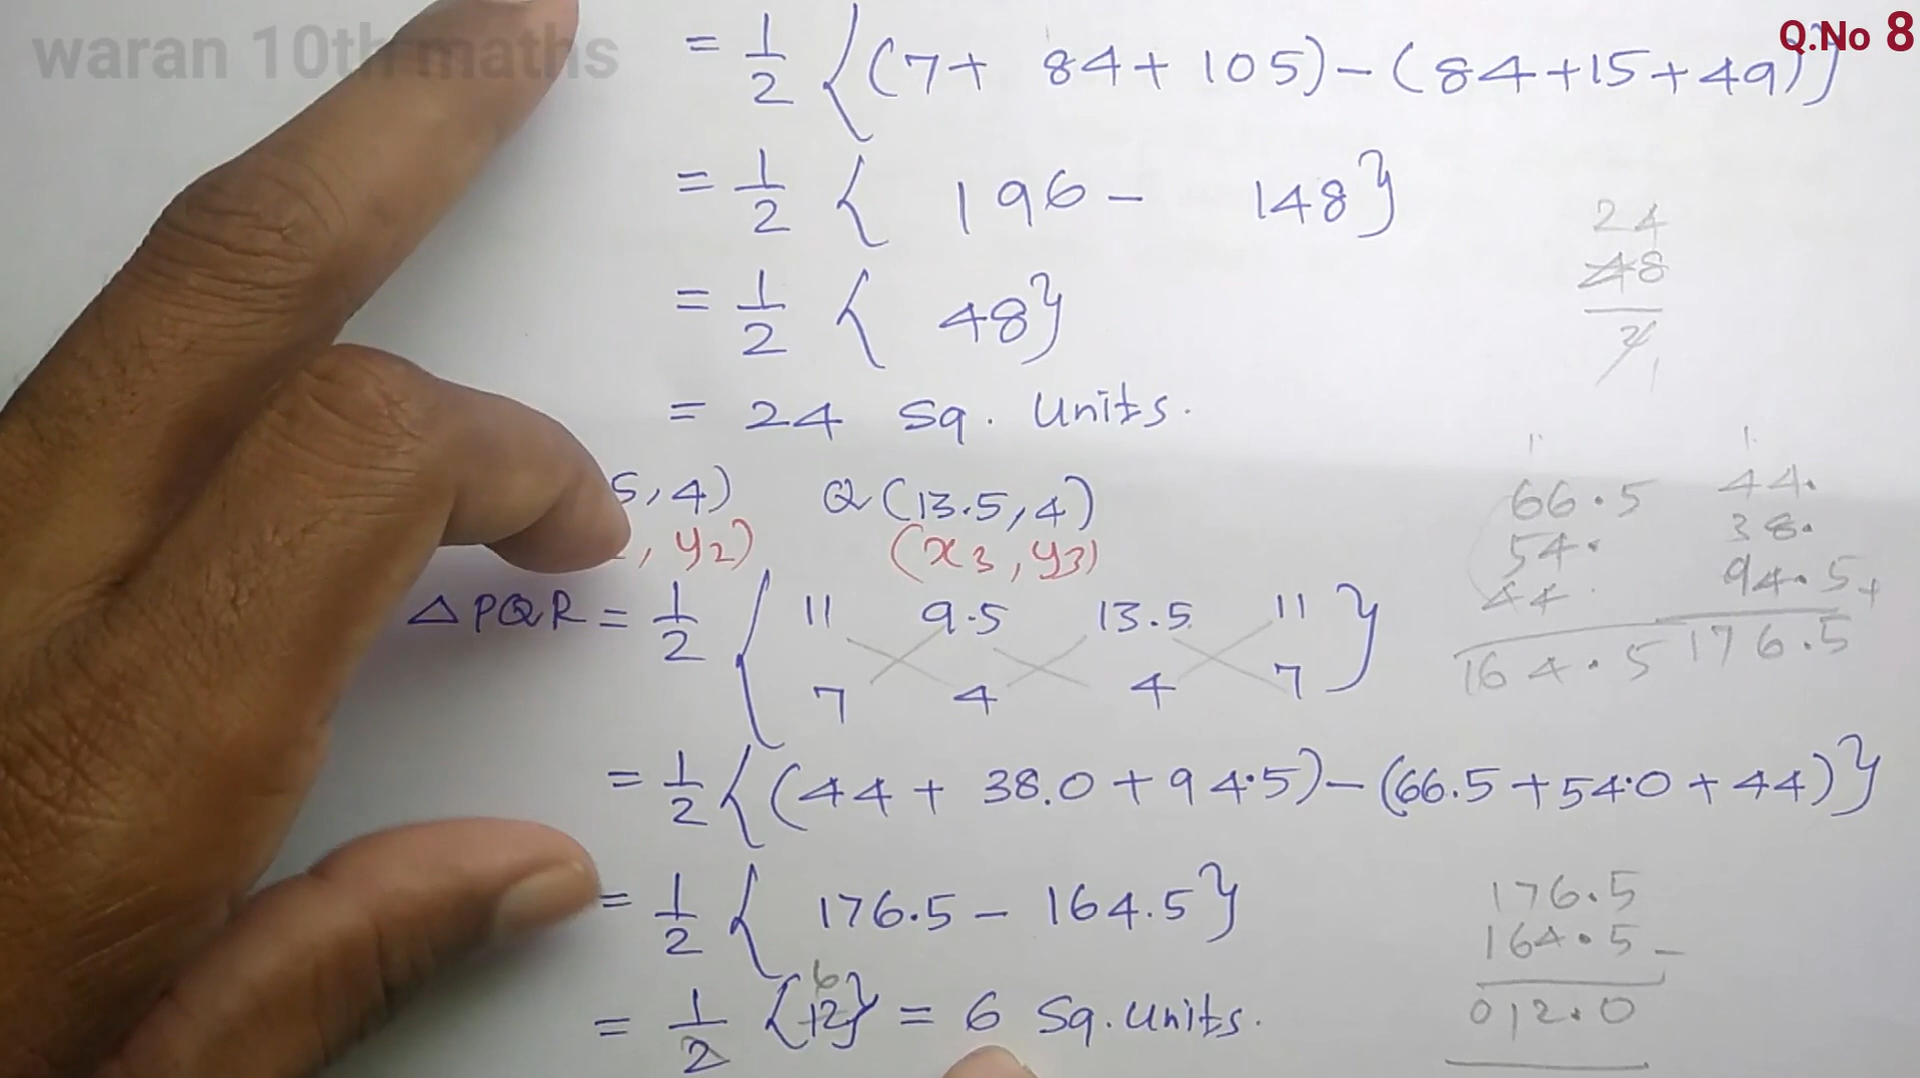 waran 10th maths
Q.No 8
= 1/2 {(7+ 84+ 105)-(84+15+49)}
= 1/2 { 196 - 148}
= 1/2 { 48}
= 24 Sq. Units.
5,4) Q(13.5,4)
, y2) (x3, y3)
△PQR = 1/2 { 11 9.5 13.5 11 }
7 4 4 7
= 1/2 {(44+ 38.0+94.5)-(66.5+54.0+44)}
= 1/2 { 176.5 - 164.5}
6
= 1/2 {12} = 6 Sq.units.
24
48
2
1
1
66.5
54.
44.
164.5
1
44.
38.
94.5+
176.5
176.5
164.5 -
012.0